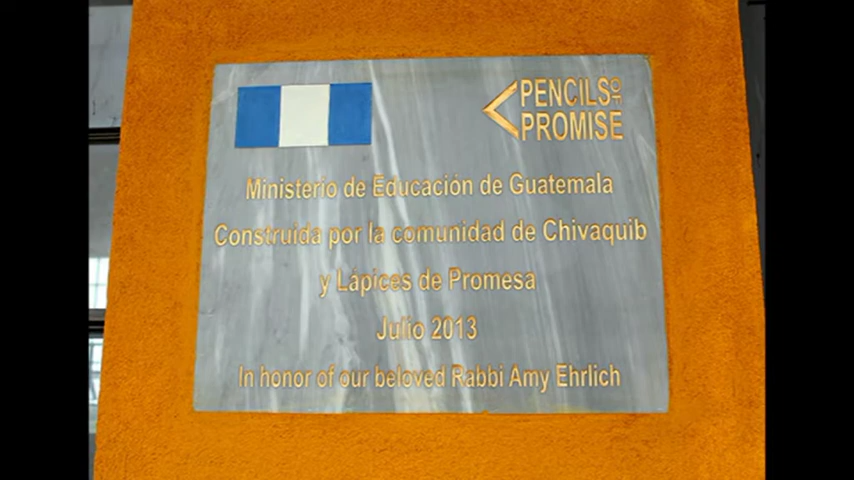 PENCILS OF
PROMISE
Ministerio de Educación de Guatemala
Construida por la comunidad de Chivaquib
y Lápices de Promesa
Julio 2013
In honor of our beloved Rabbi Amy Ehrlich